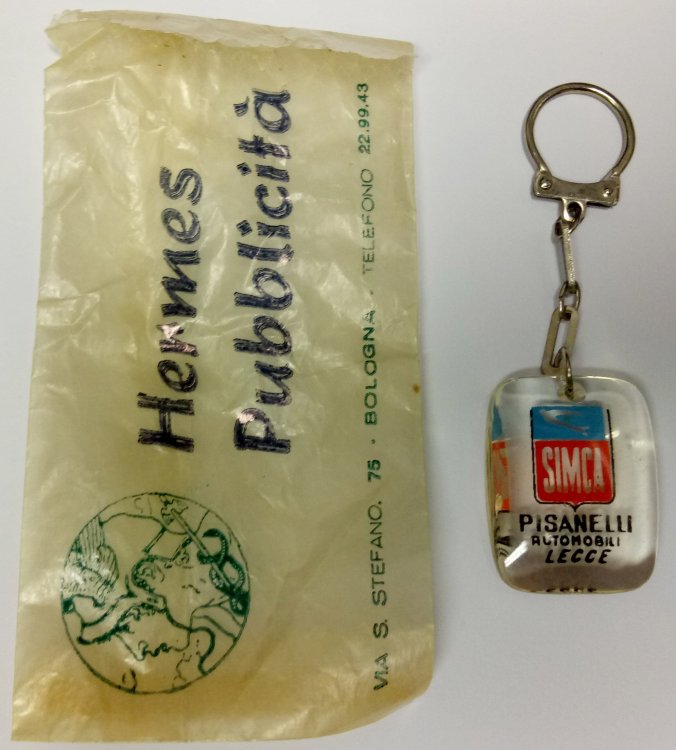 Hermes
Pubblicità
VIA S. STEFANO. 75 · BOLOGNA · TELEFONO 22.99.43
SIMCA
PISANELLI
AUTOMOBILI
LECCE